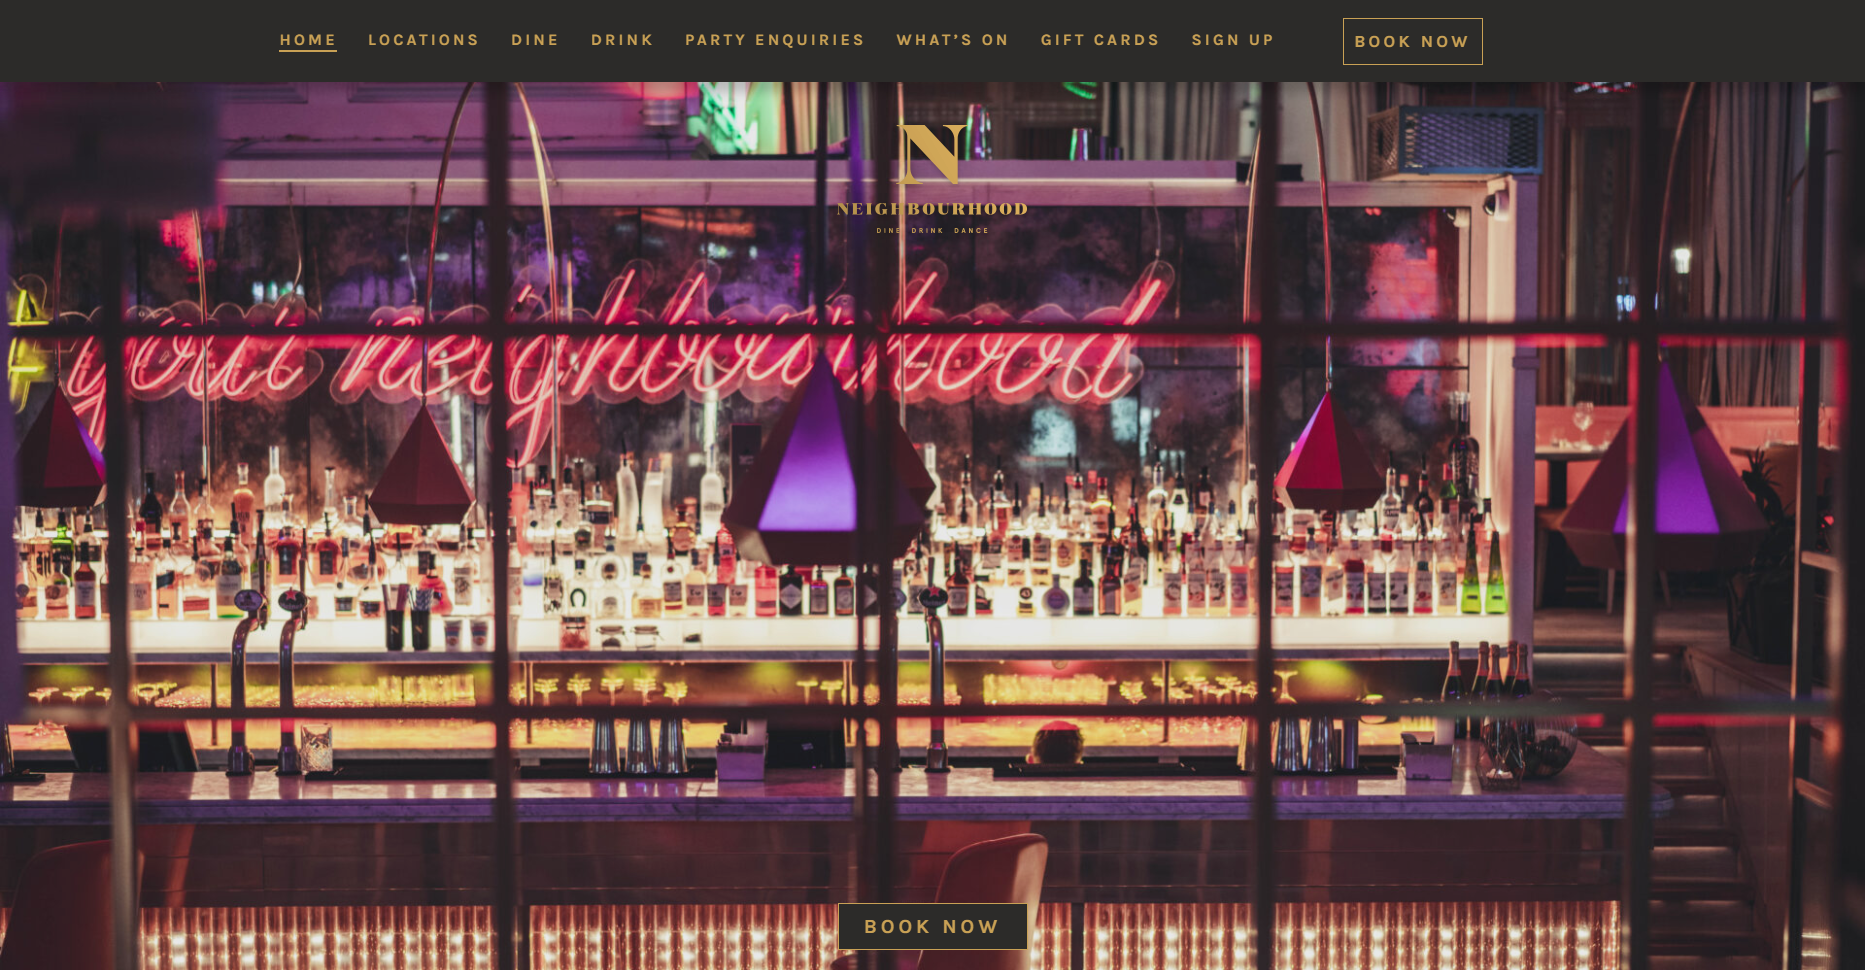 HOME LOCATIONS DINE DRINK PARTY ENQUIRIES WHAT'S ON GIFT CARDS SIGN UP BOOK NOW
N
NEIGHBOURHOOD
DINE DRINK DANCE
your neighbourhood
BOOK NOW